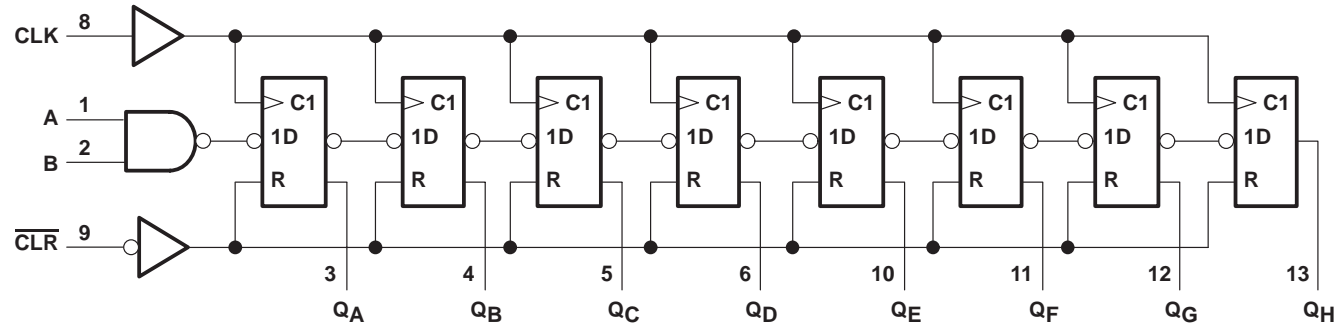 CLK 8
C1 C1 C1 C1 C1 C1 C1 C1
A 1
1D 1D 1D 1D 1D 1D 1D 1D
B 2
R R R R R R R R
CLR 9
3 4 5 6 10 11 12 13
QA QB QC QD QE QF QG QH